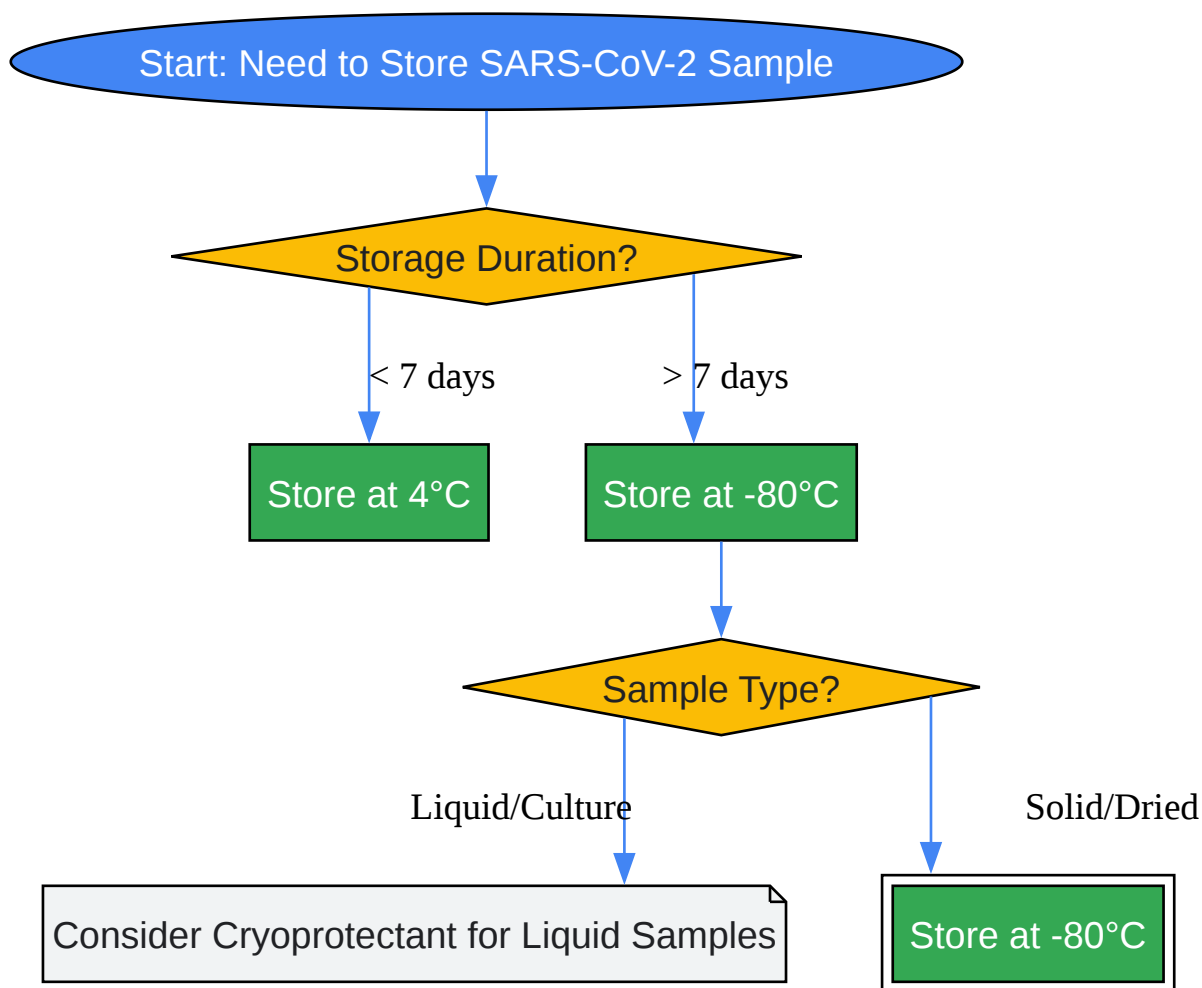 Start: Need to Store SARS-CoV-2 Sample
Storage Duration?
< 7 days
> 7 days
Store at 4°C
Store at -80°C
Sample Type?
Liquid/Culture
Solid/Dried
Consider Cryoprotectant for Liquid Samples
Store at -80°C